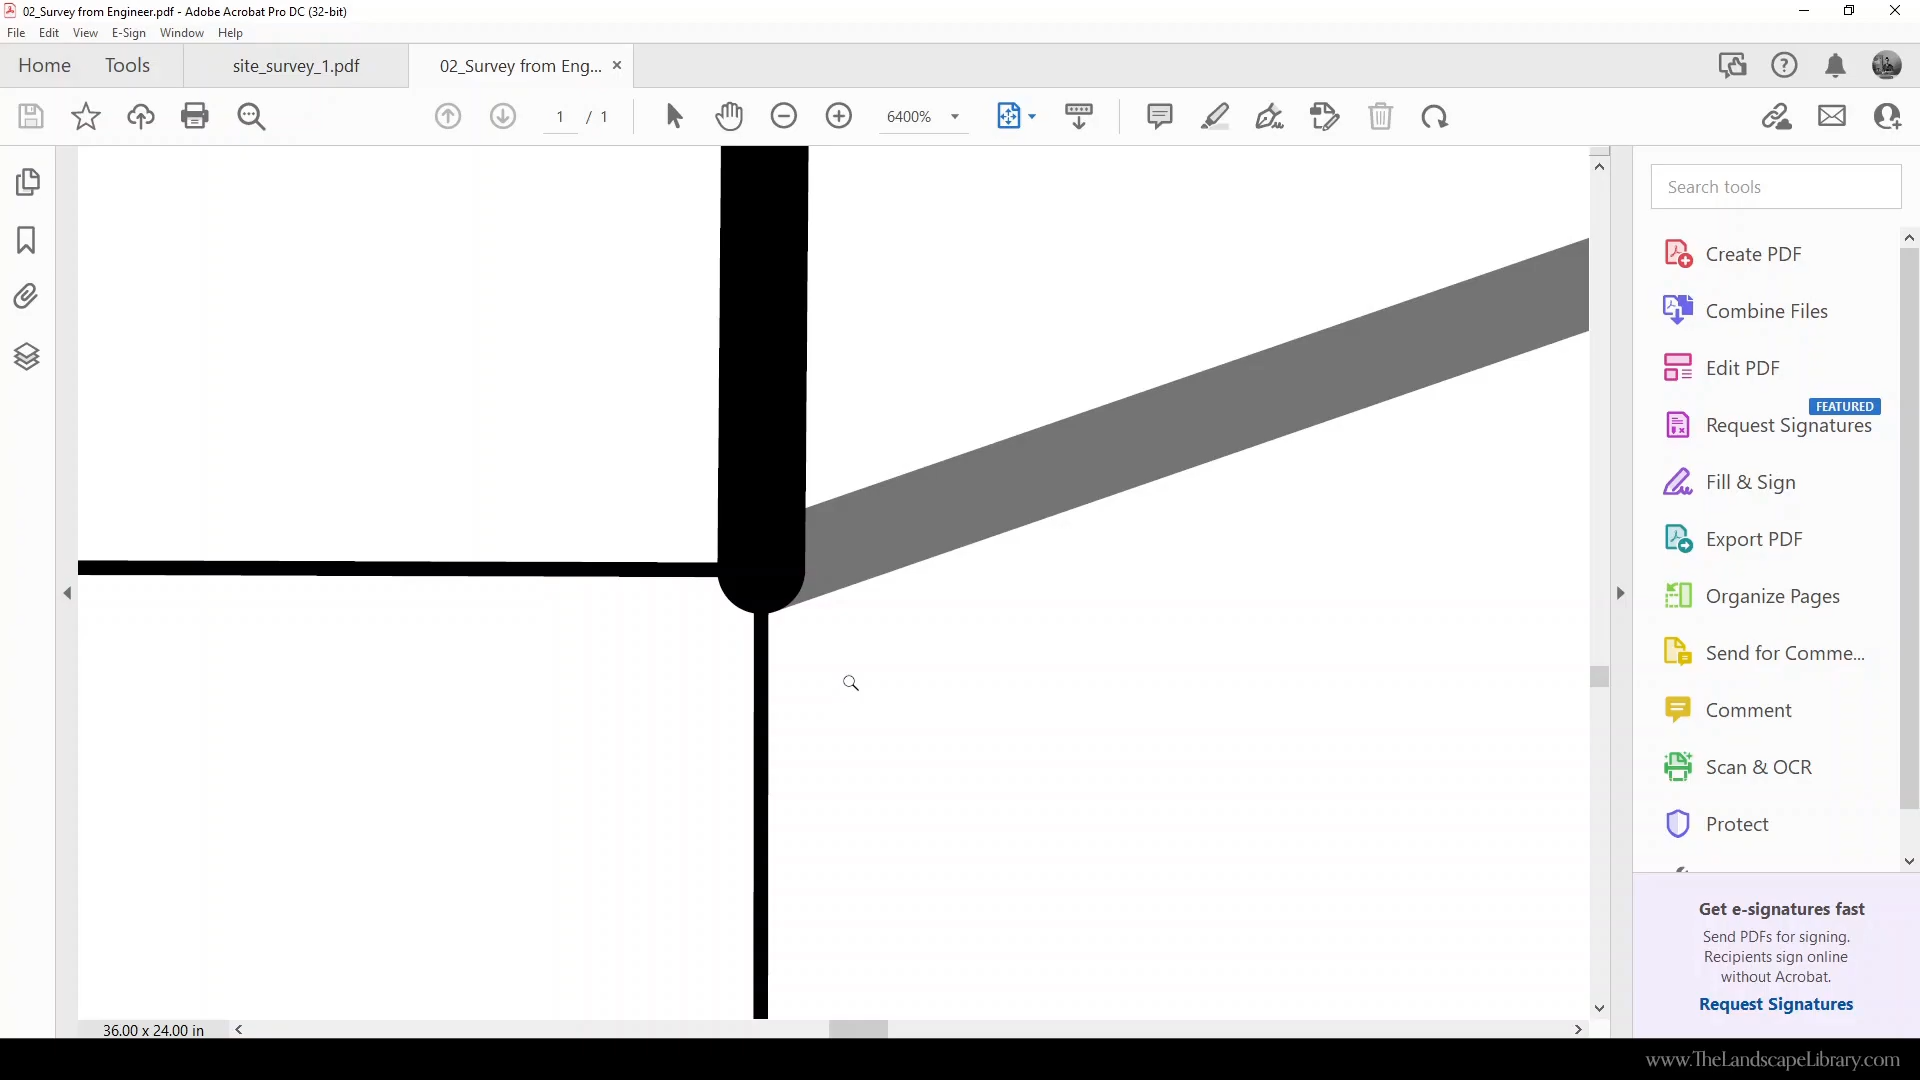 02_Survey from Engineer.pdf - Adobe Acrobat Pro DC (32-bit)
File Edit View E-Sign Window Help
Home Tools site_survey_1.pdf 02_Survey from Eng... ×
1 / 1 6400%
Search tools
Create PDF
Combine Files
Edit PDF
FEATURED
Request Signatures
Fill & Sign
Export PDF
Organize Pages
Send for Comme...
Comment
Scan & OCR
Protect
Get e-signatures fast
Send PDFs for signing.
Recipients sign online
without Acrobat.
Request Signatures
36.00 x 24.00 in
www.TheLandscapeLibrary.com